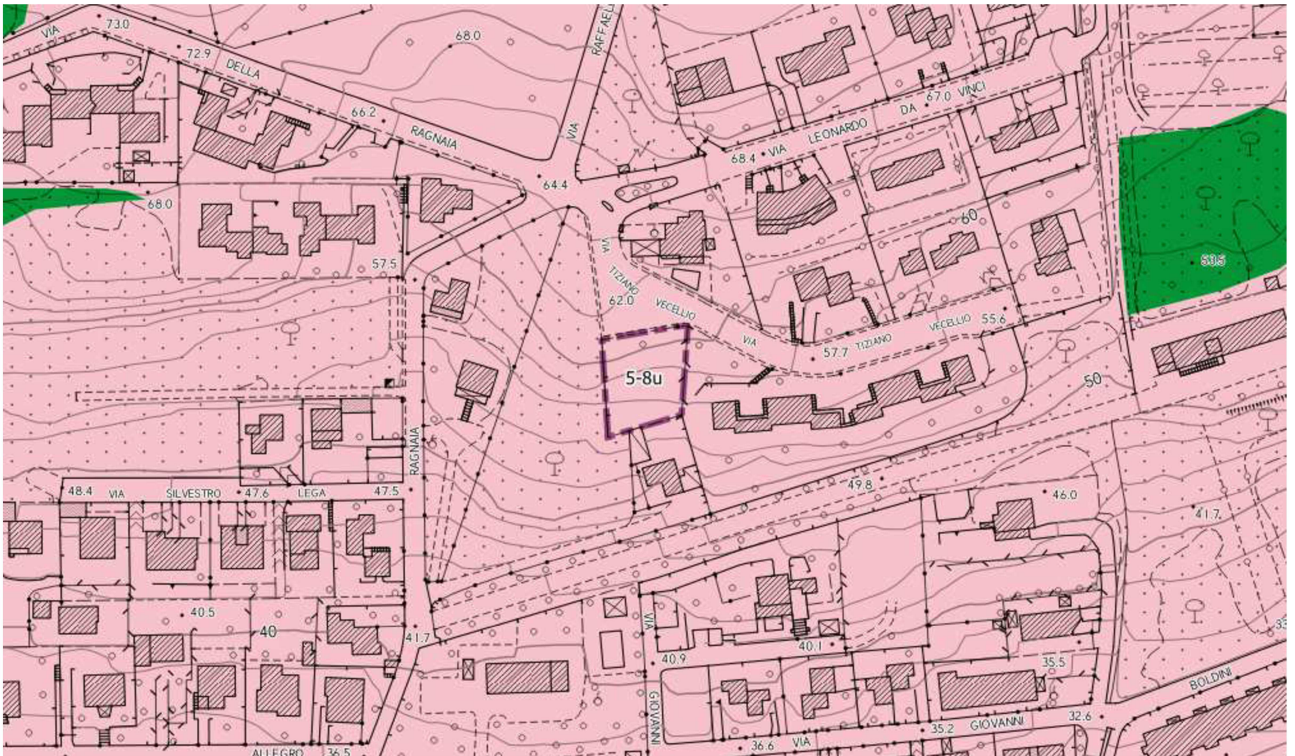 VIA
73.0
72.9
DELLA
66.2
RAGNAIA
68.0
VIA
RAFFAEL
64.4
68.4
VIA
LEONARDO
DA
67.0
VINCI
68.0
57.5
VIA
TIZIANO
62.0
VECELLIO
VIA
57.7
TIZIANO
VECELLIO
55.6
60
53.5
50
5-8u
RAGNAIA
48.4
VIA
SILVESTRO
47.6
LEGA
47.5
49.8
46.0
41.7
40.5
40
41.7
VIA
GIOVANNI
40.9
40.1
35.5
33
BOLDINI
ALLEGRO
36.5
36.6
VIA
35.2
GIOVANNI
32.6